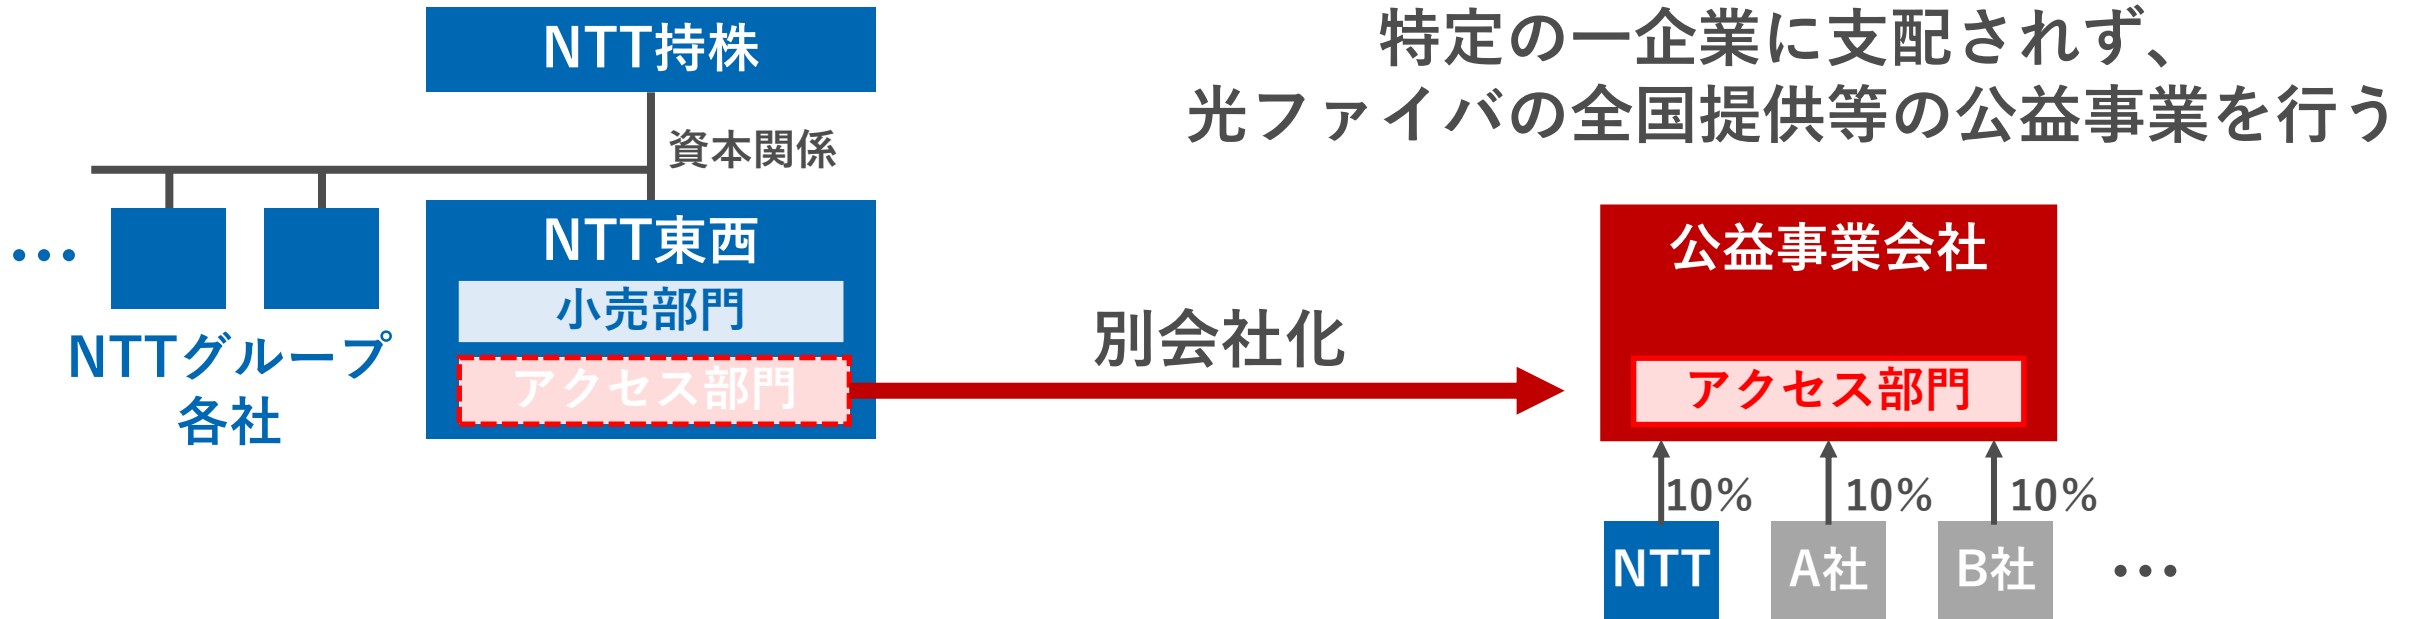 NTT持株
資本関係
NTT東西
小売部門
アクセス部門
…
NTTグループ
各社
別会社化
特定の一企業に支配されず、
光ファイバの全国提供等の公益事業を行う
公益事業会社
アクセス部門
10%
10%
10%
NTT
A社
B社
…